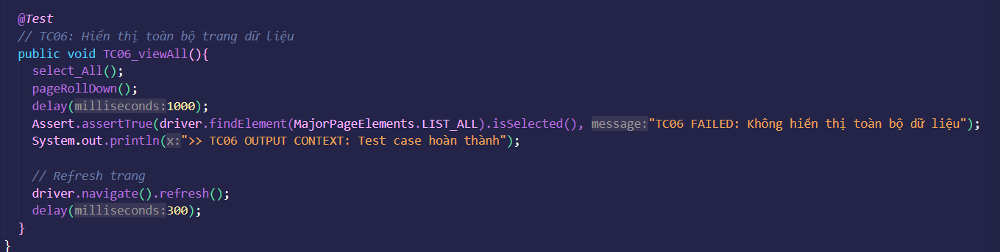 @Test
// TC06: Hiển thị toàn bộ trang dữ liệu
public void TC06_viewAll(){
select_All();
pageRollDown();
delay(milliseconds:1000);
Assert.assertTrue(driver.findElement(MajorPageElements.LIST_ALL).isSelected(), message:"TC06 FAILED: Không hiển thị toàn bộ dữ liệu");
System.out.println(x:">> TC06 OUTPUT CONTEXT: Test case hoàn thành");
// Refresh trang
driver.navigate().refresh();
delay(milliseconds:300);
}
}